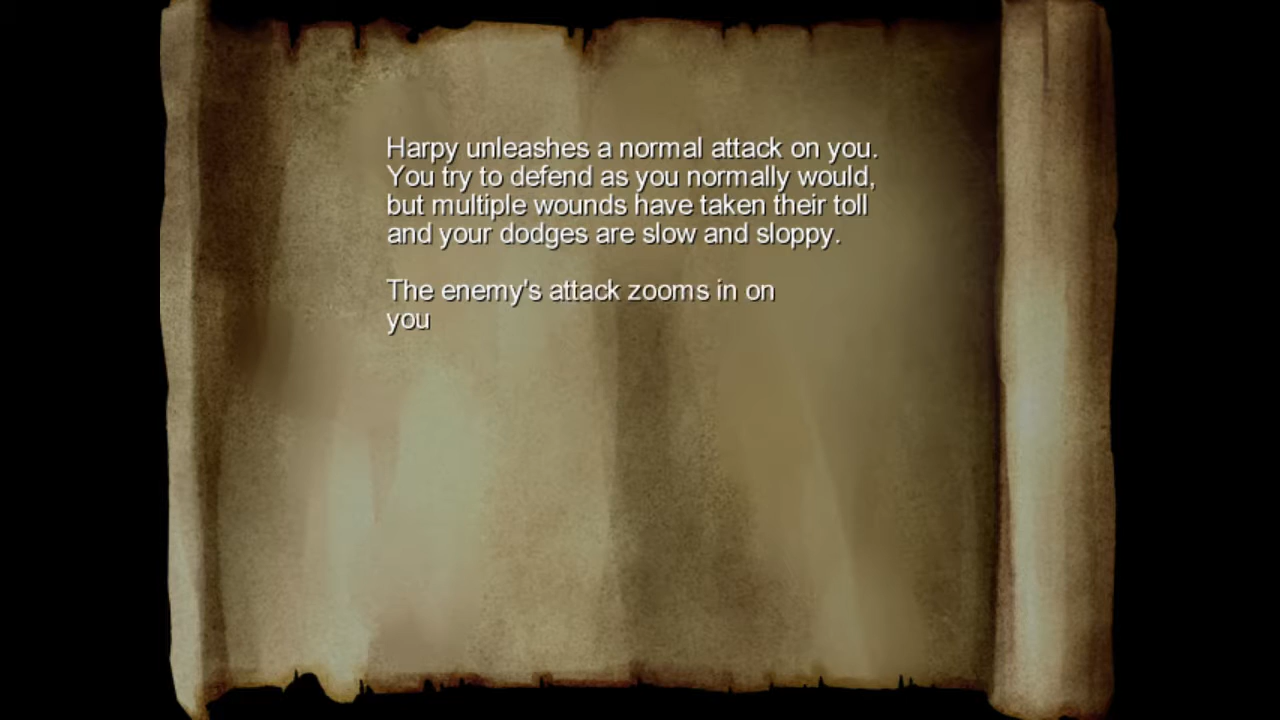 Harpy unleashes a normal attack on you.
You try to defend as you normally would,
but multiple wounds have taken their toll
and your dodges are slow and sloppy.
The enemy's attack zooms in on
you